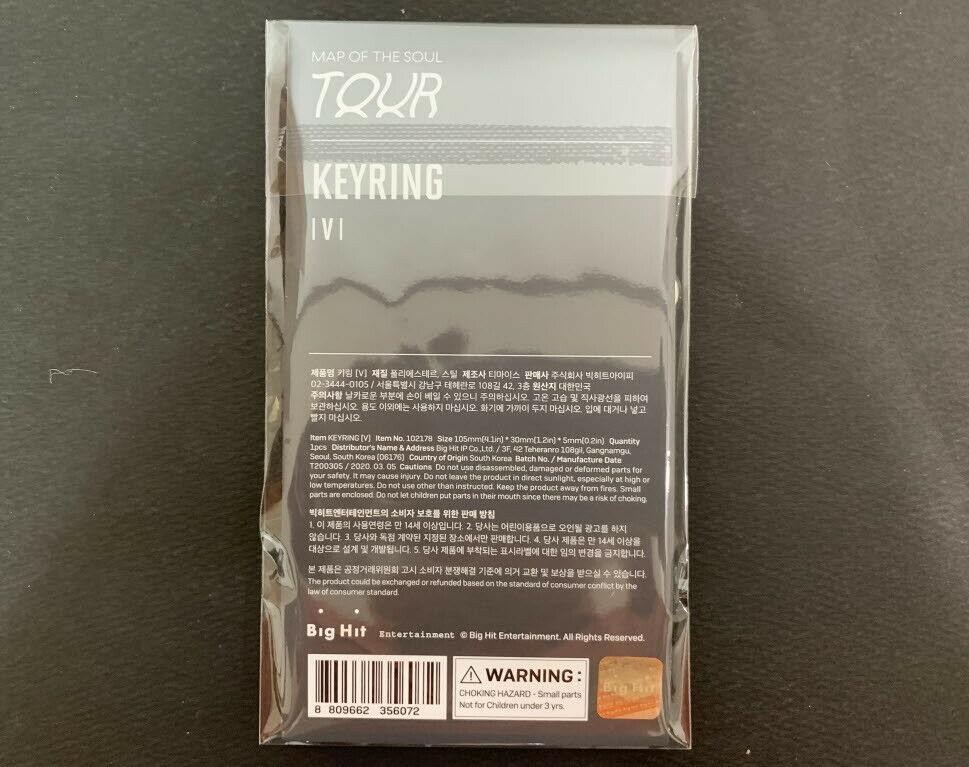 MAP OF THE SOUL
TOUR
KEYRING
|V|
제품명 키링 [V] 재질 폴리에스테르, 스틸 제조사 티마이스 판매사 주식회사 빅히트아이피
02-3444-0105 / 서울특별시 강남구 테헤란로 108길 42, 3층 원산지 대한민국
주의사항 날카로운 부분에 손이 베일 수 있으니 주의하십시오. 고온 고습 및 직사광선을 피하여
보관하십시오. 용도 이외에는 사용하지 마십시오. 화기에 가까이 두지 마십시오. 입에 대거나 넣고
빨지 마십시오.
Item KEYRING [V] Item No. 102178 Size 105mm(4.1in) * 30mm(1.2in) * 5mm(0.2in) Quantity
1pcs Distributor's Name & Address Big Hit IP Co.,Ltd. / 3F, 42 Teheranro 108gil, Gangnamgu,
Seoul, South Korea (06176) Country of Origin South Korea Batch No. / Manufacture Date
T200305 / 2020. 03. 05 Cautions Do not use disassembled, damaged or deformed parts for
your safety. It may cause injury. Do not leave the product in direct sunlight, especially at high or
low temperatures. Do not use other than instructed. Keep the product away from fires. Small
parts are enclosed. Do not let children put parts in their mouth since there may be a risk of choking.
빅히트엔터테인먼트의 소비자 보호를 위한 판매 방침
1. 이 제품의 사용연령은 만 14세 이상입니다. 2. 당사는 어린이용품으로 오인될 광고를 하지
않습니다. 3. 당사와 독점 계약된 지정된 장소에서만 판매합니다. 4. 당사 제품은 만 14세 이상을
대상으로 설계 및 개발됩니다. 5. 당사 제품에 부착되는 표시라벨에 대한 임의 변경을 금지합니다.
본 제품은 공정거래위원회 고시 소비자 분쟁해결 기준에 의거 교환 및 보상을 받으실 수 있습니다.
The product could be exchanged or refunded based on the standard of consumer conflict by the
law of consumer standard.
Big Hit Entertainment © Big Hit Entertainment. All Rights Reserved.
8 809662 356072
WARNING :
CHOKING HAZARD - Small parts
Not for Children under 3 yrs.
Big Hit